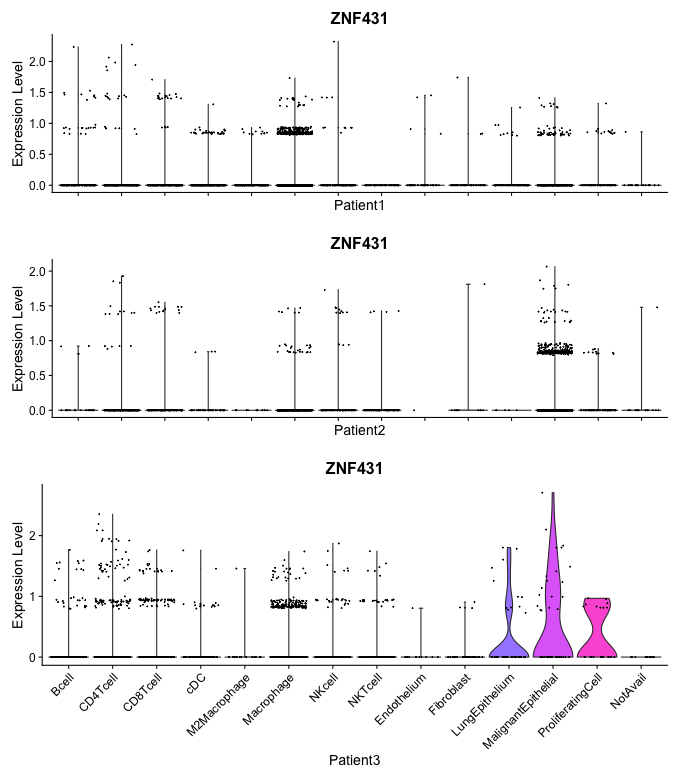 ZNF431
Expression Level
2.0
1.5
1.0
0.5
0.0
Patient1
ZNF431
Expression Level
2.0
1.5
1.0
0.5
0.0
Patient2
ZNF431
Expression Level
2
1
0
Bcell
CD4Tcell
CD8Tcell
cDC
M2Macrophage
Macrophage
NKcell
NKTcell
Endothelium
Fibroblast
LungEpithelium
MalignantEpithelial
ProliferatingCell
NotAvail
Patient3